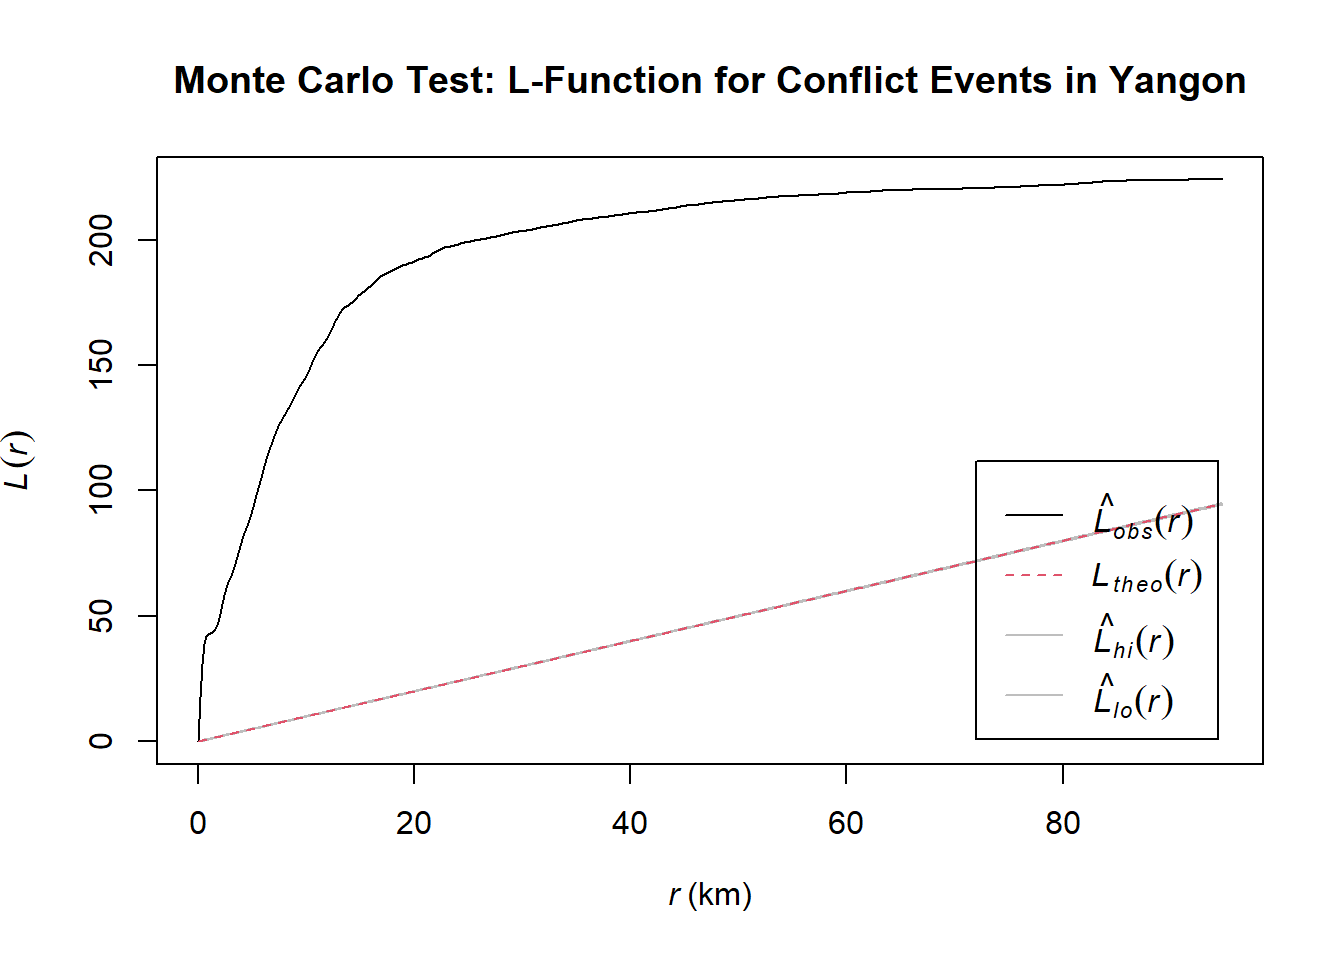 Monte Carlo Test: L-Function for Conflict Events in Yangon
L(r)
200
150
100
50
0
L̂obs(r)
Ltheo(r)
L̂hi(r)
L̂lo(r)
0 20 40 60 80
r (km)